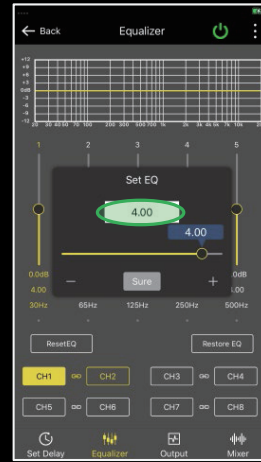 Back Equalizer
+12
+9
+6
+3
0dB
-3
-6
-9
-12
20 30 40 50 70 100 200 300 500 700 1k 2k 3k 4k 5k 7k 10k
1 2 3 4 5
Set EQ
4.00
4.00
- Sure +
0.0dB 0dB
4.00 .00
30Hz 65Hz 125Hz 250Hz 500Hz
ResetEQ Restore EQ
CH1 CH2 CH3 CH4
CH5 CH6 CH7 CH8
Set Delay Equalizer Output Mixer